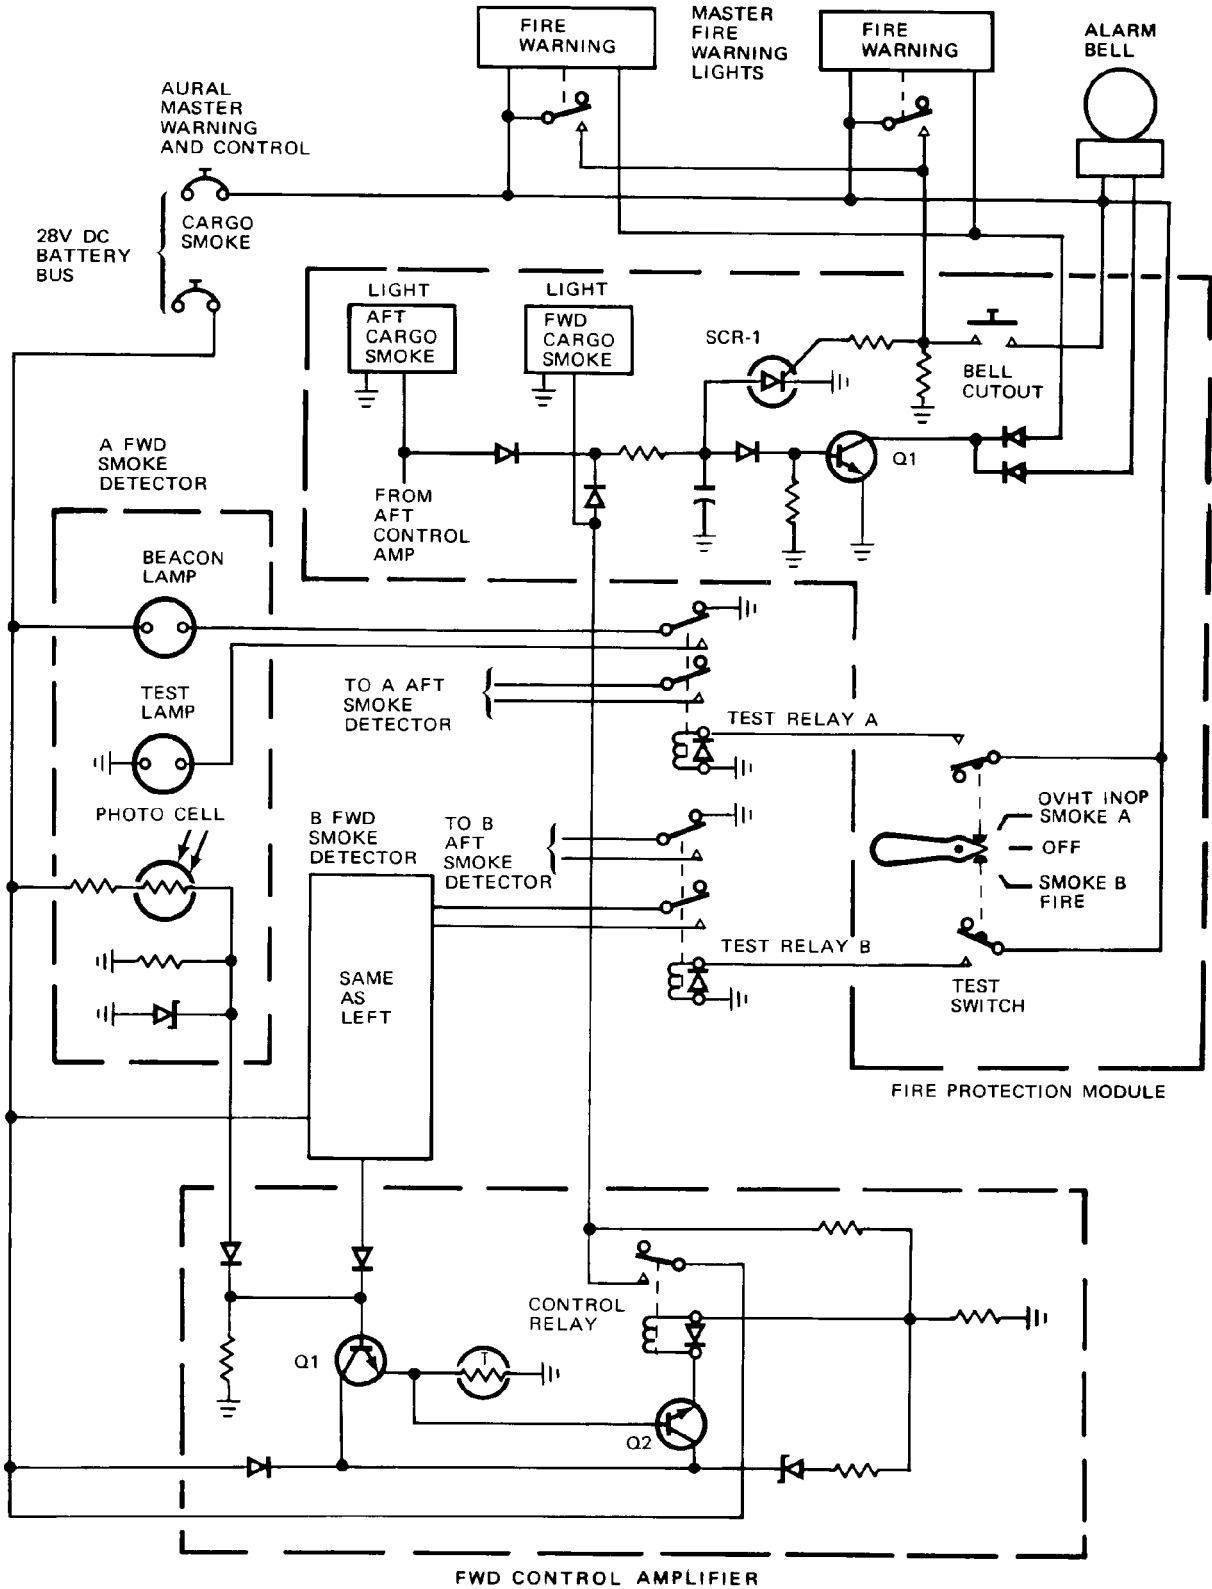 FIRE
WARNING
MASTER
FIRE
WARNING
LIGHTS
FIRE
WARNING
ALARM
BELL
AURAL
MASTER
WARNING
AND CONTROL
CARGO
SMOKE
28V DC
BATTERY
BUS
LIGHT
AFT
CARGO
SMOKE
LIGHT
FWD
CARGO
SMOKE
SCR-1
BELL
CUTOUT
Q1
FROM
AFT
CONTROL
AMP
A FWD
SMOKE
DETECTOR
BEACON
LAMP
TEST
LAMP
PHOTO CELL
TO A AFT
SMOKE
DETECTOR
TEST RELAY A
B FWD
SMOKE
DETECTOR
TO B
AFT
SMOKE
DETECTOR
OVHT INOP
SMOKE A
OFF
SMOKE B
FIRE
TEST RELAY B
TEST
SWITCH
SAME
AS
LEFT
FIRE PROTECTION MODULE
CONTROL
RELAY
Q1
T
Q2
FWD CONTROL AMPLIFIER